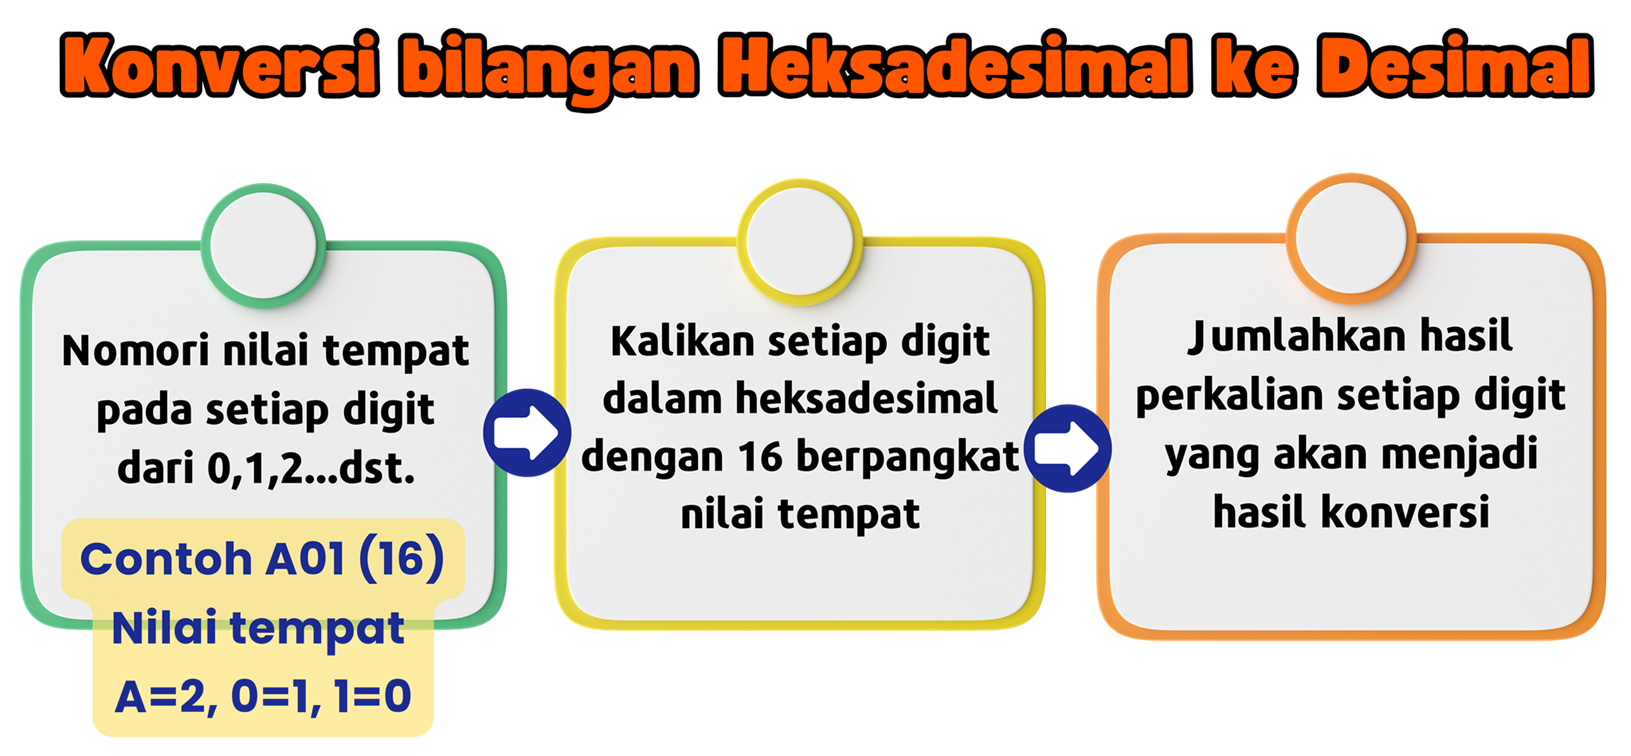 Konversi bilangan Heksadesimal ke Desimal
Nomori nilai tempat
pada setiap digit
dari 0,1,2...dst.
Contoh A01 (16)
Nilai tempat
A=2, 0=1, 1=0
Kalikan setiap digit
dalam heksadesimal
dengan 16 berpangkat
nilai tempat
Jumlahkan hasil
perkalian setiap digit
yang akan menjadi
hasil konversi